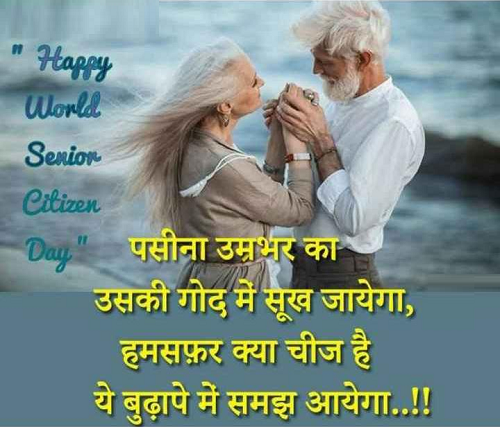 " Happy
World
Senior
Citizen
Day "
पसीना उम्रभर का
उसकी गोद में सूख जायेगा,
हमसफ़र क्या चीज है
ये बुढ़ापे में समझ आयेगा..!!